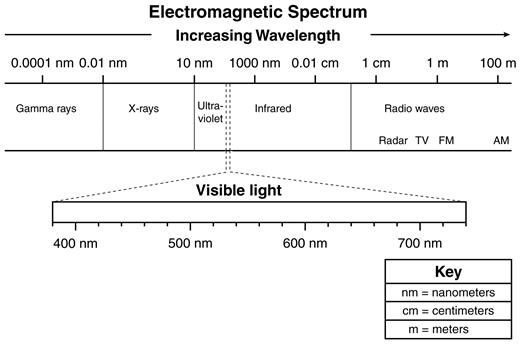 Electromagnetic Spectrum
Increasing Wavelength
0.0001 nm 0.01 nm 10 nm 1000 nm 0.01 cm 1 cm 1 m 100 m
Gamma rays X-rays Ultra-
violet Infrared Radio waves
Radar TV FM AM
Visible light
400 nm 500 nm 600 nm 700 nm
Key
nm = nanometers
cm = centimeters
m = meters